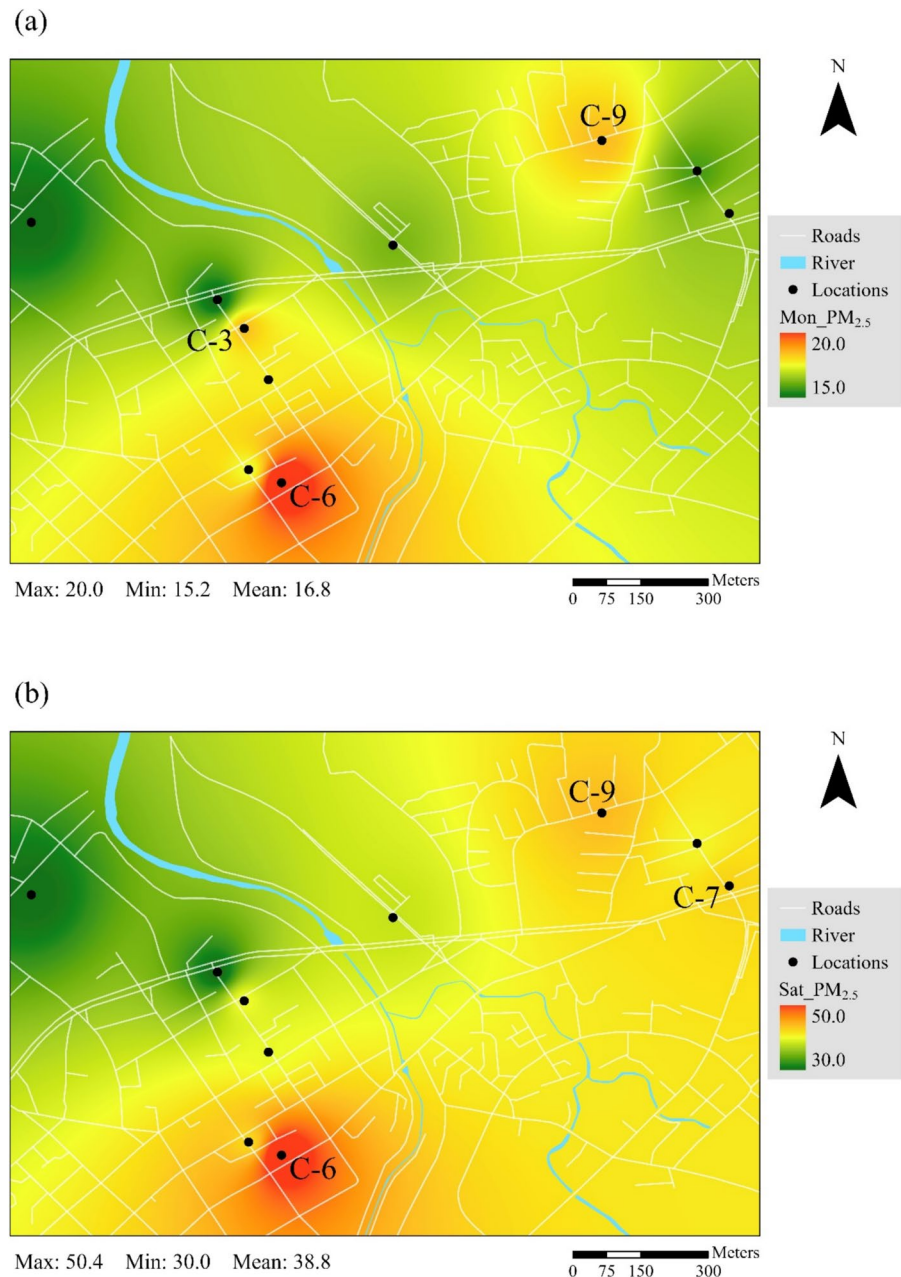 (a)
N
C-9
Roads
River
Locations
C-3
Mon_PM2.5
20.0
15.0
C-6
Max: 20.0 Min: 15.2 Mean: 16.8
Meters
0 75 150 300
(b)
N
C-9
C-7
Roads
River
Locations
Sat_PM2.5
50.0
30.0
C-6
Max: 50.4 Min: 30.0 Mean: 38.8
Meters
0 75 150 300